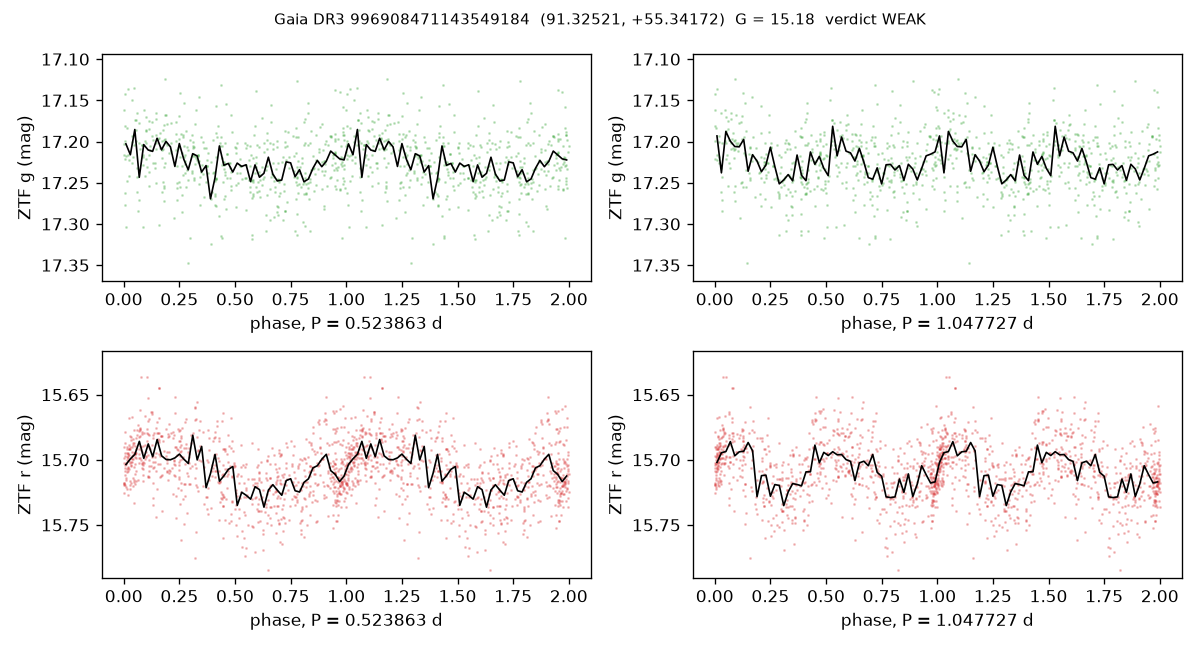 Gaia DR3 996908471143549184 (91.32521, +55.34172) G = 15.18 verdict WEAK
17.10
17.15
17.20
17.25
17.30
17.35
ZTF g (mag)
0.00 0.25 0.50 0.75 1.00 1.25 1.50 1.75 2.00
phase, P = 0.523863 d
17.10
17.15
17.20
17.25
17.30
17.35
ZTF g (mag)
0.00 0.25 0.50 0.75 1.00 1.25 1.50 1.75 2.00
phase, P = 1.047727 d
15.65
15.70
15.75
ZTF r (mag)
0.00 0.25 0.50 0.75 1.00 1.25 1.50 1.75 2.00
phase, P = 0.523863 d
15.65
15.70
15.75
ZTF r (mag)
0.00 0.25 0.50 0.75 1.00 1.25 1.50 1.75 2.00
phase, P = 1.047727 d